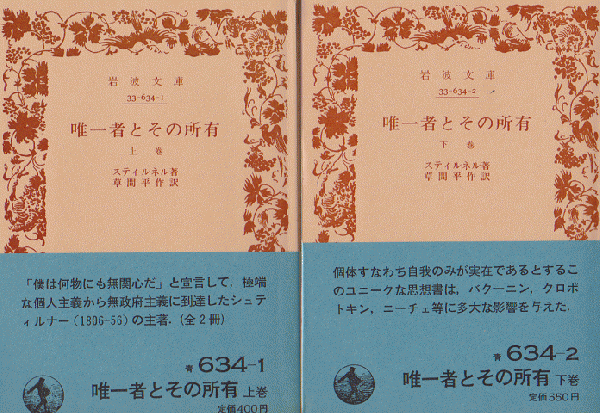 岩波文庫
33-634-1
唯一者とその所有
上巻
スティルネル著
草間平作訳
「僕は何物にも無関心だ」と宣言して，極端
な個人主義から無政府主義に到達したシュテ
ィルナー（1806-56）の主著．（全2冊）
青 634-1
唯一者とその所有 上巻
定価400円
岩波文庫
33-634-2
唯一者とその所有
下巻
スティルネル著
草間平作訳
個体すなわち自我のみが実在であるとするこ
のユニークな思想書は，バクーニン，クロポ
トキン，ニーチェ等に多大な影響を与えた．
青 634-2
唯一者とその所有 下巻